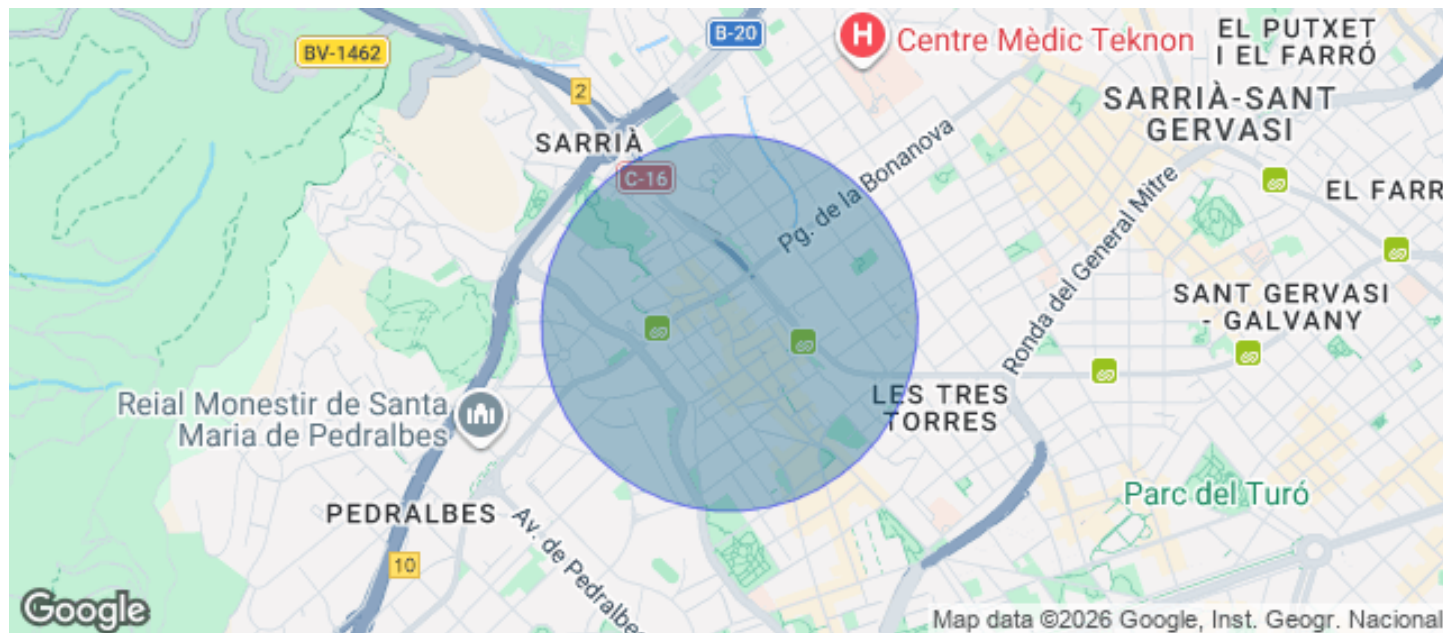 BV-1462
B-20
H
Centre Mèdic Teknon
EL PUTXET
I EL FARRÓ
2
SARRIÀ-SANT
GERVASI
SARRIÀ
C-16
Pg. de la Bonanova
EL FARR
Ronda del General Mitre
SANT GERVASI
- GALVANY
LES TRES
TORRES
Reial Monestir de Santa
Maria de Pedralbes
PEDRALBES
Av. de Pedralbes
Parc del Turó
10
Google
Map data ©2026 Google, Inst. Geogr. Nacional